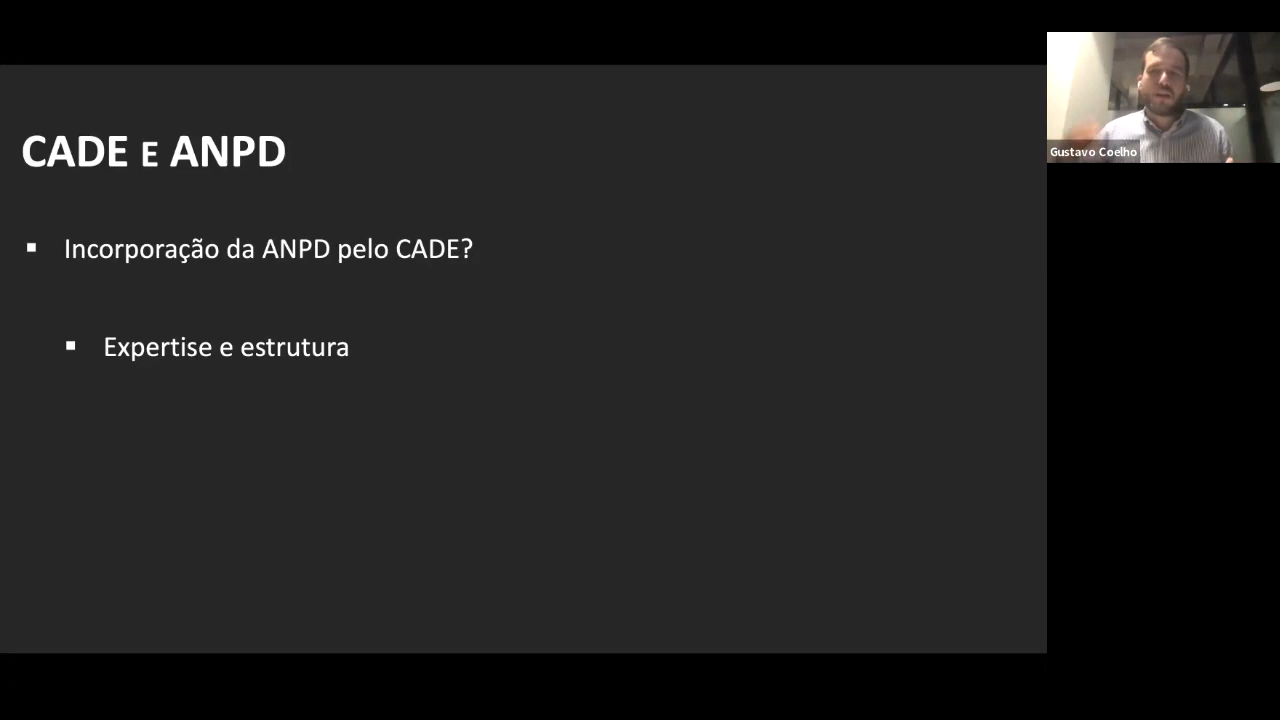 CADE E ANPD
▪ Incorporação da ANPD pelo CADE?
▪ Expertise e estrutura
Gustavo Coelho